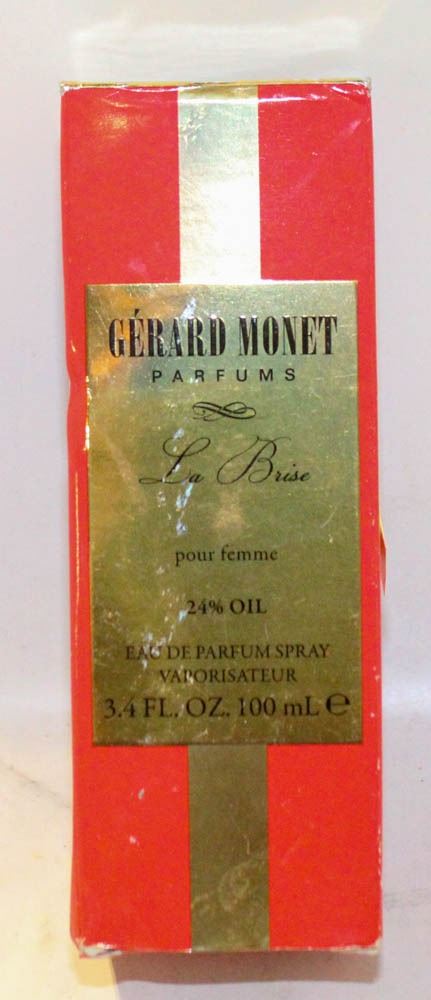 GÉRARD MONET
PARFUMS
La Brise
pour femme
24% OIL
EAU DE PARFUM SPRAY
VAPORISATEUR
3.4 FL. OZ. 100 mL ℮